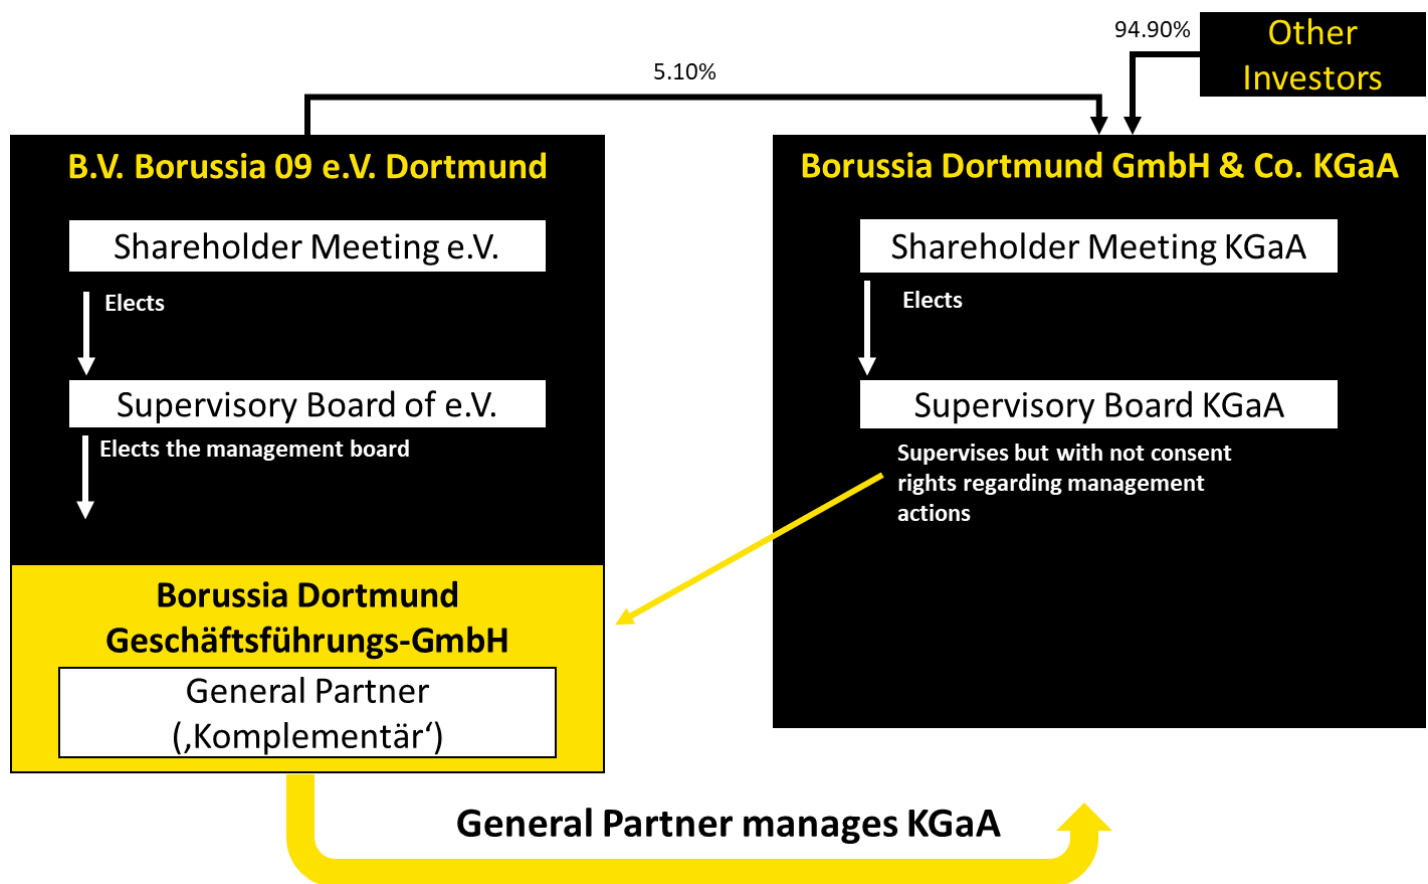 94.90%
Other
Investors
5.10%
B.V. Borussia 09 e.V. Dortmund
Shareholder Meeting e.V.
Elects
Supervisory Board of e.V.
Elects the management board
Borussia Dortmund
Geschäftsführungs-GmbH
General Partner
(‚Komplementär‘)
Borussia Dortmund GmbH & Co. KGaA
Shareholder Meeting KGaA
Elects
Supervisory Board KGaA
Supervises but with not consent
rights regarding management
actions
General Partner manages KGaA